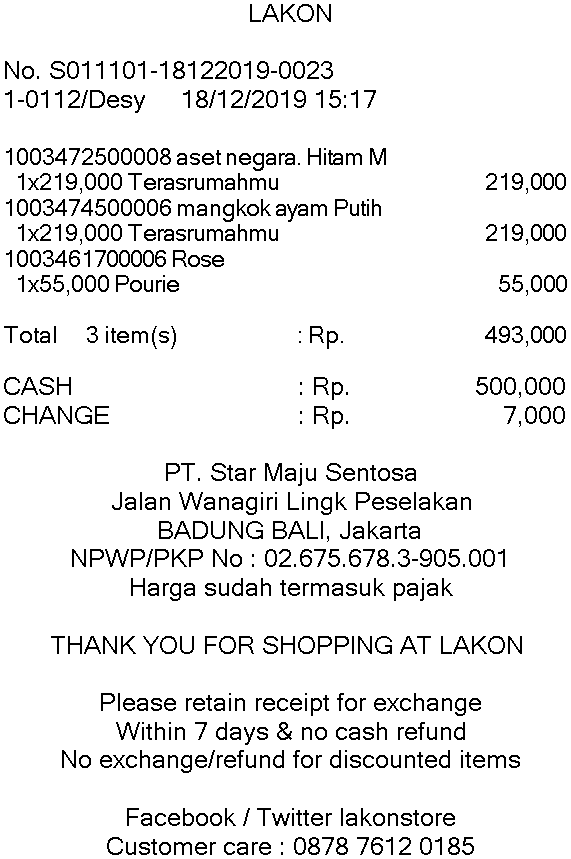 LAKON
No. S011101-18122019-0023
1-0112/Desy 18/12/2019 15:17
1003472500008 aset negara. Hitam M
1x219,000 Terasrumahmu 219,000
1003474500006 mangkok ayam Putih
1x219,000 Terasrumahmu 219,000
1003461700006 Rose
1x55,000 Pourie 55,000
Total 3 item(s) : Rp. 493,000
CASH : Rp. 500,000
CHANGE : Rp. 7,000
PT. Star Maju Sentosa
Jalan Wanagiri Lingk Peselakan
BADUNG BALI, Jakarta
NPWP/PKP No : 02.675.678.3-905.001
Harga sudah termasuk pajak
THANK YOU FOR SHOPPING AT LAKON
Please retain receipt for exchange
Within 7 days & no cash refund
No exchange/refund for discounted items
Facebook / Twitter lakonstore
Customer care : 0878 7612 0185